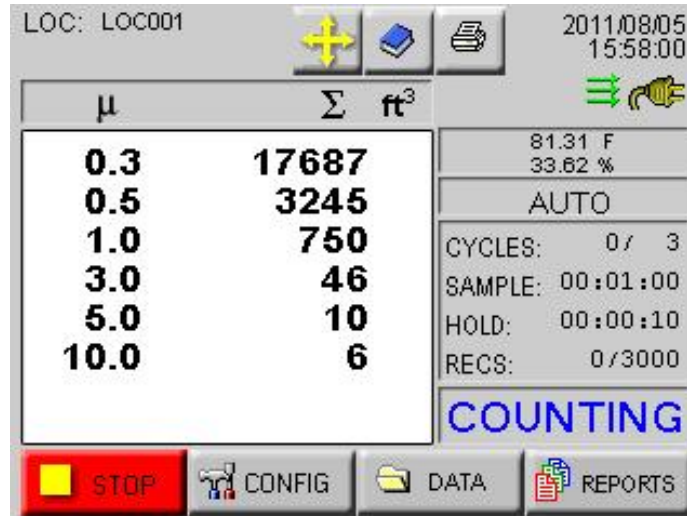 LOC: LOC001
2011/08/05
15:58:00
µ Σ ft³
0.3 17687
0.5 3245
1.0 750
3.0 46
5.0 10
10.0 6
81.31 F
33.62 %
AUTO
CYCLES: 0/ 3
SAMPLE: 00:01:00
HOLD: 00:00:10
RECS: 0/3000
COUNTING
STOP CONFIG DATA REPORTS